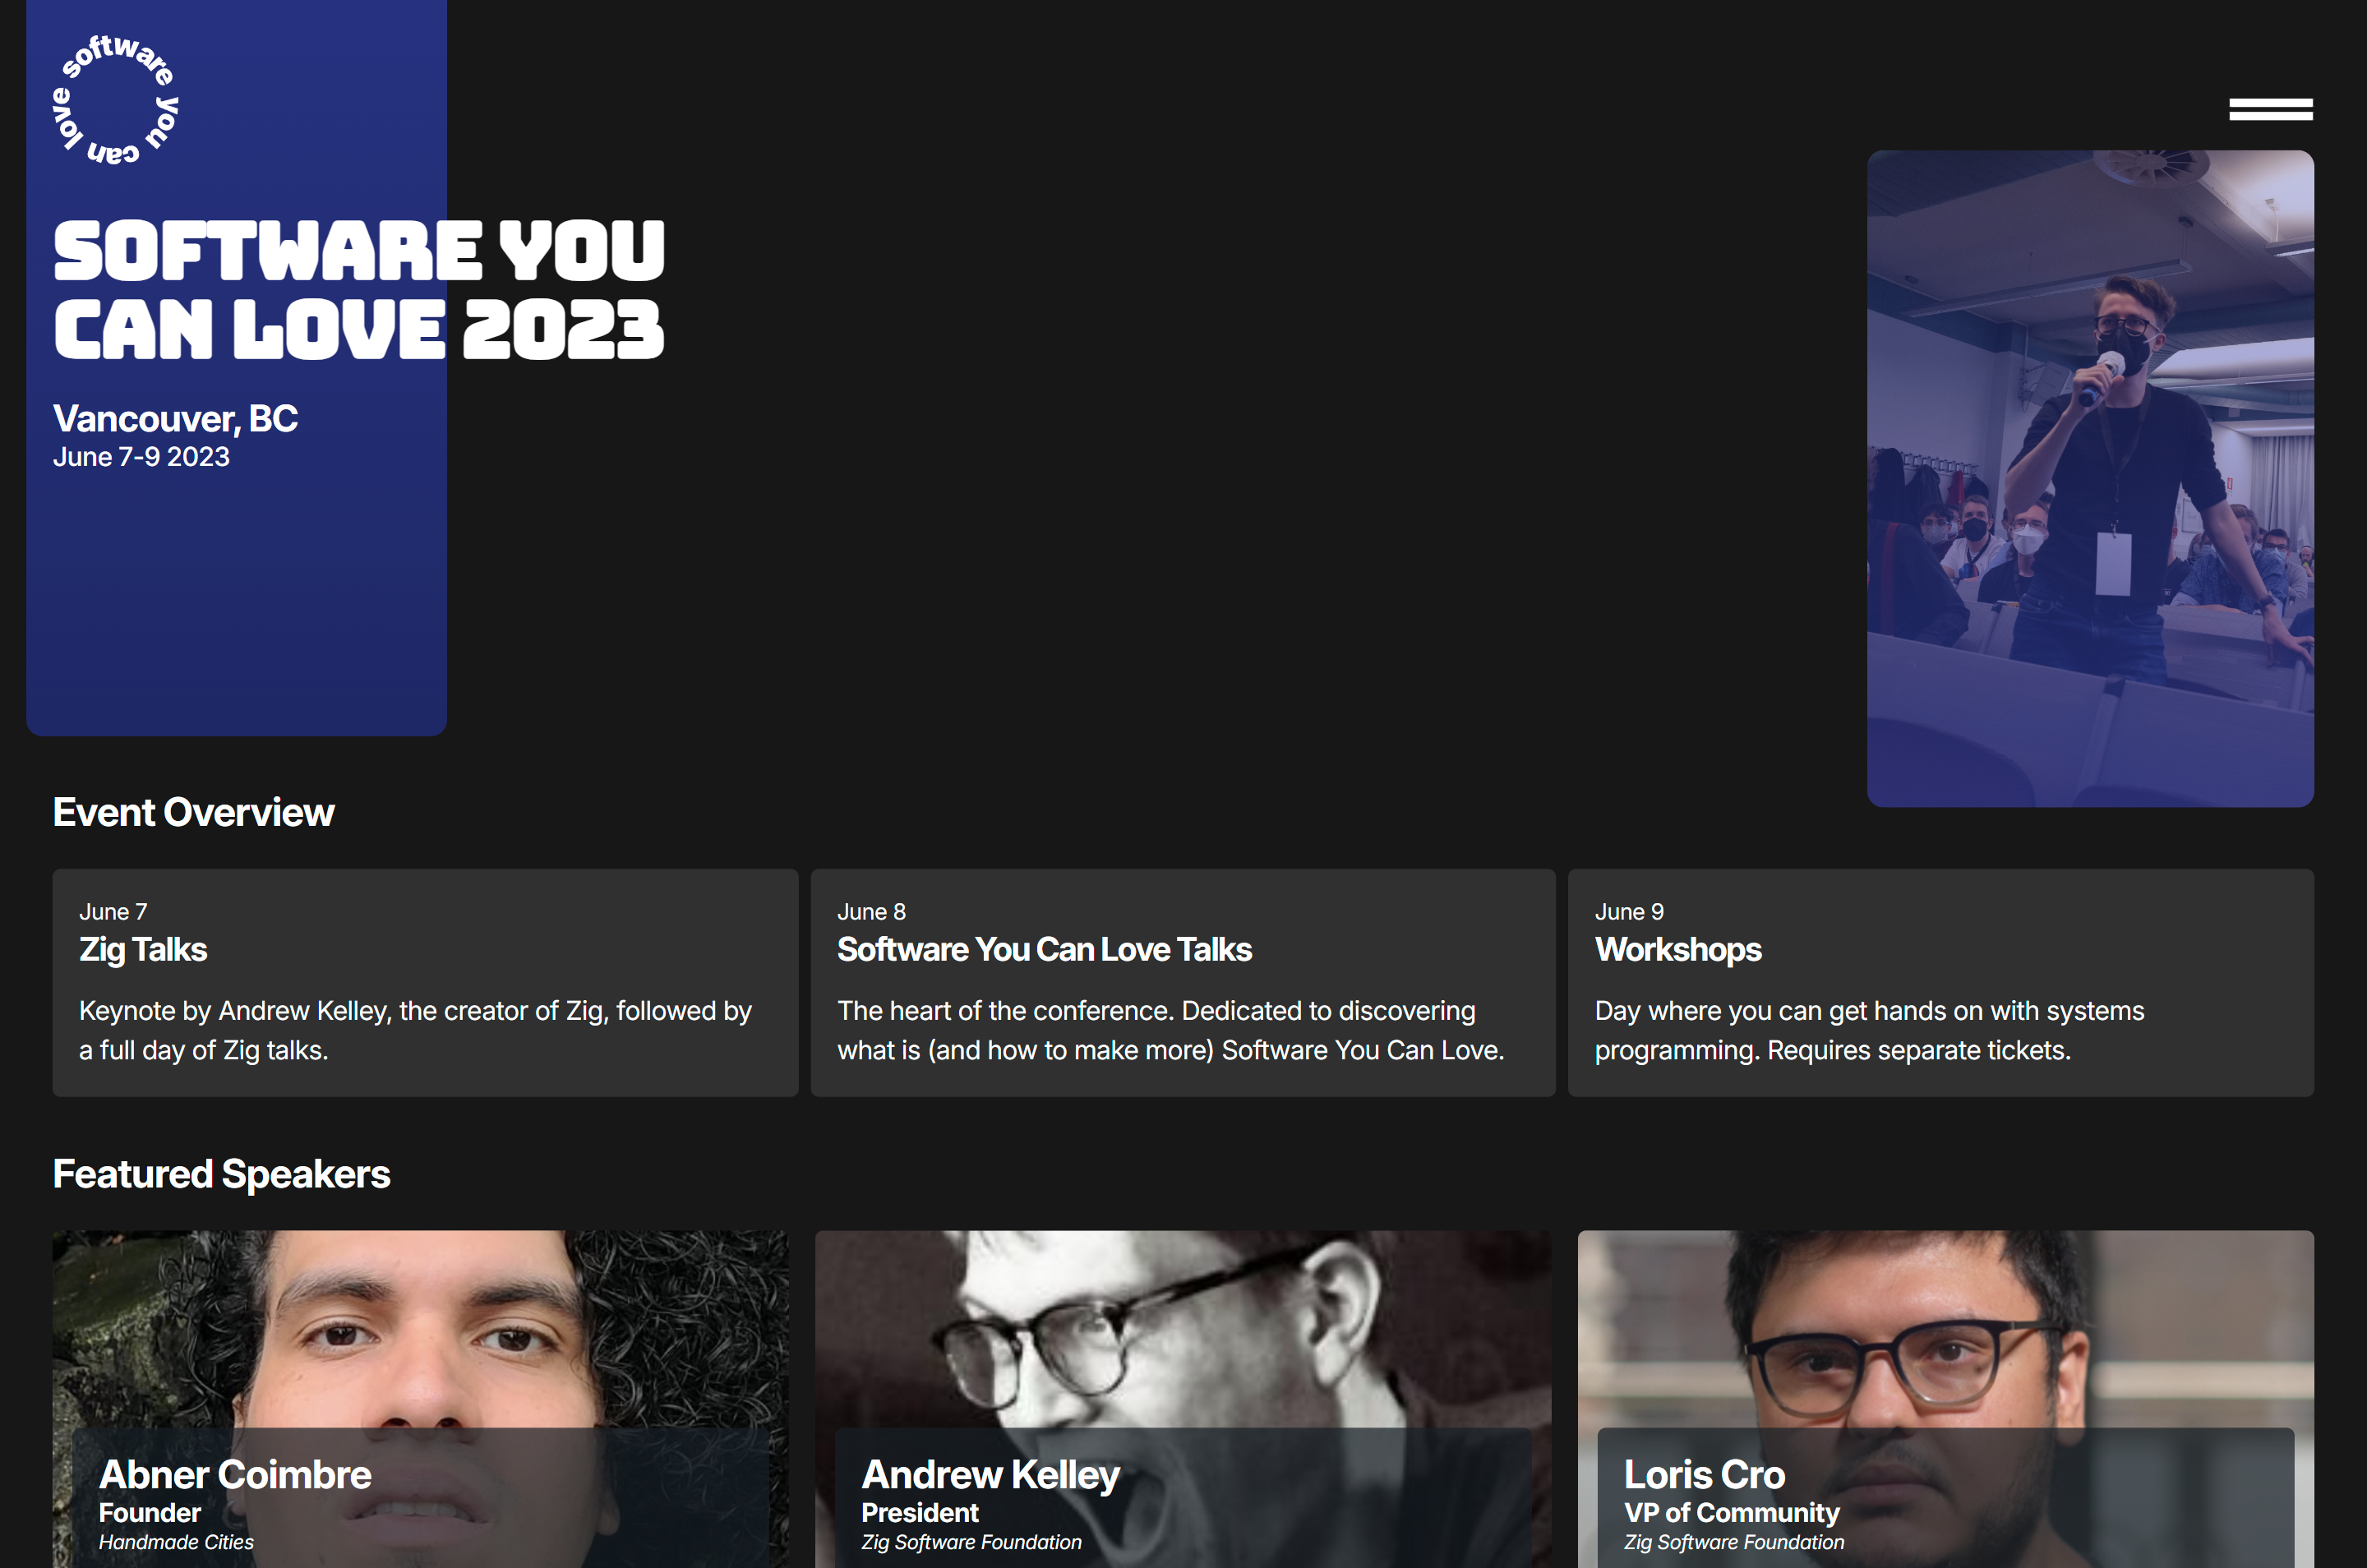 software you can love
SOFTWARE YOU
CAN LOVE 2023
Vancouver, BC
June 7-9 2023
Event Overview
June 7
Zig Talks
Keynote by Andrew Kelley, the creator of Zig, followed by
a full day of Zig talks.
June 8
Software You Can Love Talks
The heart of the conference. Dedicated to discovering
what is (and how to make more) Software You Can Love.
June 9
Workshops
Day where you can get hands on with systems
programming. Requires separate tickets.
Featured Speakers
Abner Coimbre
Founder
Handmade Cities
Andrew Kelley
President
Zig Software Foundation
Loris Cro
VP of Community
Zig Software Foundation